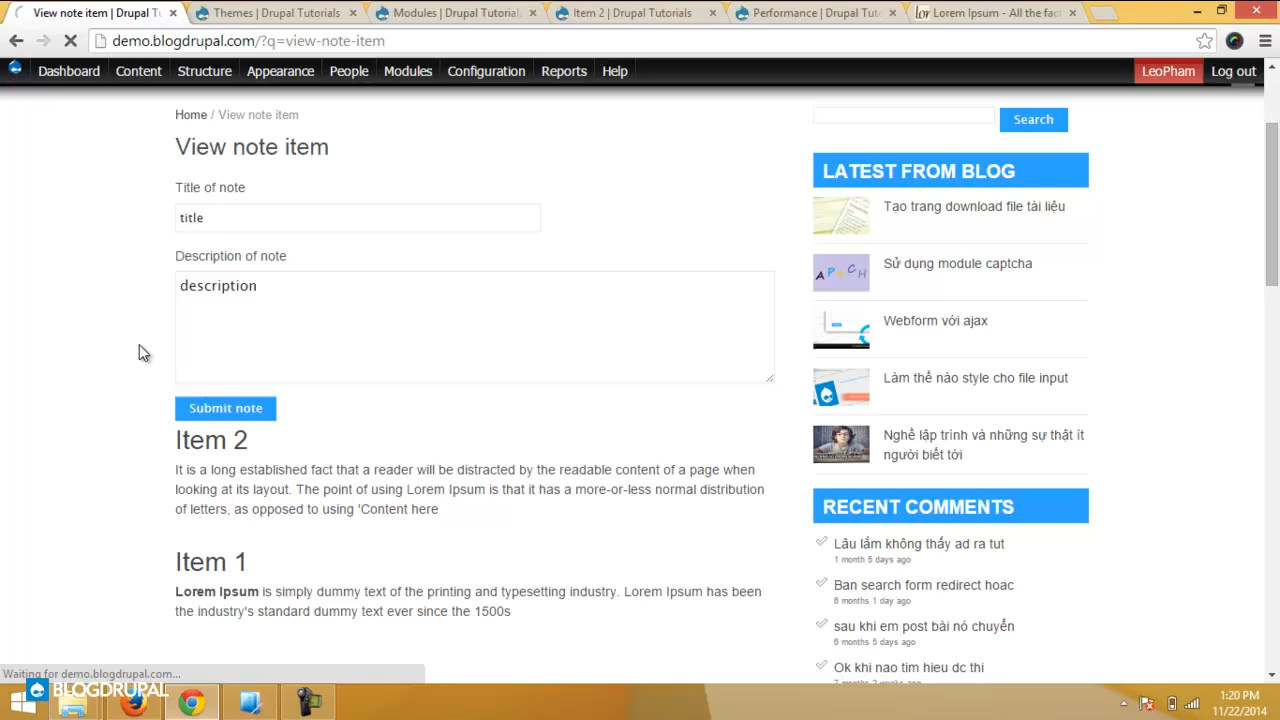 View note item | Drupal Tu
Themes | Drupal Tutorials
Modules | Drupal Tutorials
Item 2 | Drupal Tutorials
Performance | Drupal Tutor
Lorem Ipsum - All the fact
demo.blogdrupal.com/?q=view-note-item
Dashboard Content Structure Appearance People Modules Configuration Reports Help
LeoPham Log out
Home / View note item
View note item
Title of note
title
Description of note
description
Submit note
Item 2
It is a long established fact that a reader will be distracted by the readable content of a page when
looking at its layout. The point of using Lorem Ipsum is that it has a more-or-less normal distribution
of letters, as opposed to using 'Content here
Item 1
Lorem Ipsum is simply dummy text of the printing and typesetting industry. Lorem Ipsum has been
the industry's standard dummy text ever since the 1500s
Search
LATEST FROM BLOG
Tạo trang download file tài liệu
APTCH
Sử dụng module captcha
Webform với ajax
Làm thế nào style cho file input
Nghề lập trình và những sự thật ít
người biết tới
RECENT COMMENTS
Lâu lắm không thấy ad ra tut
1 month 5 days ago
Ban search form redirect hoac
6 months 1 day ago
sau khi em post bài nó chuyển
6 months 5 days ago
Ok khi nao tim hieu dc thi
Waiting for demo.blogdrupal.com...
BLOGDRUPAL
1:20 PM
11/22/2014